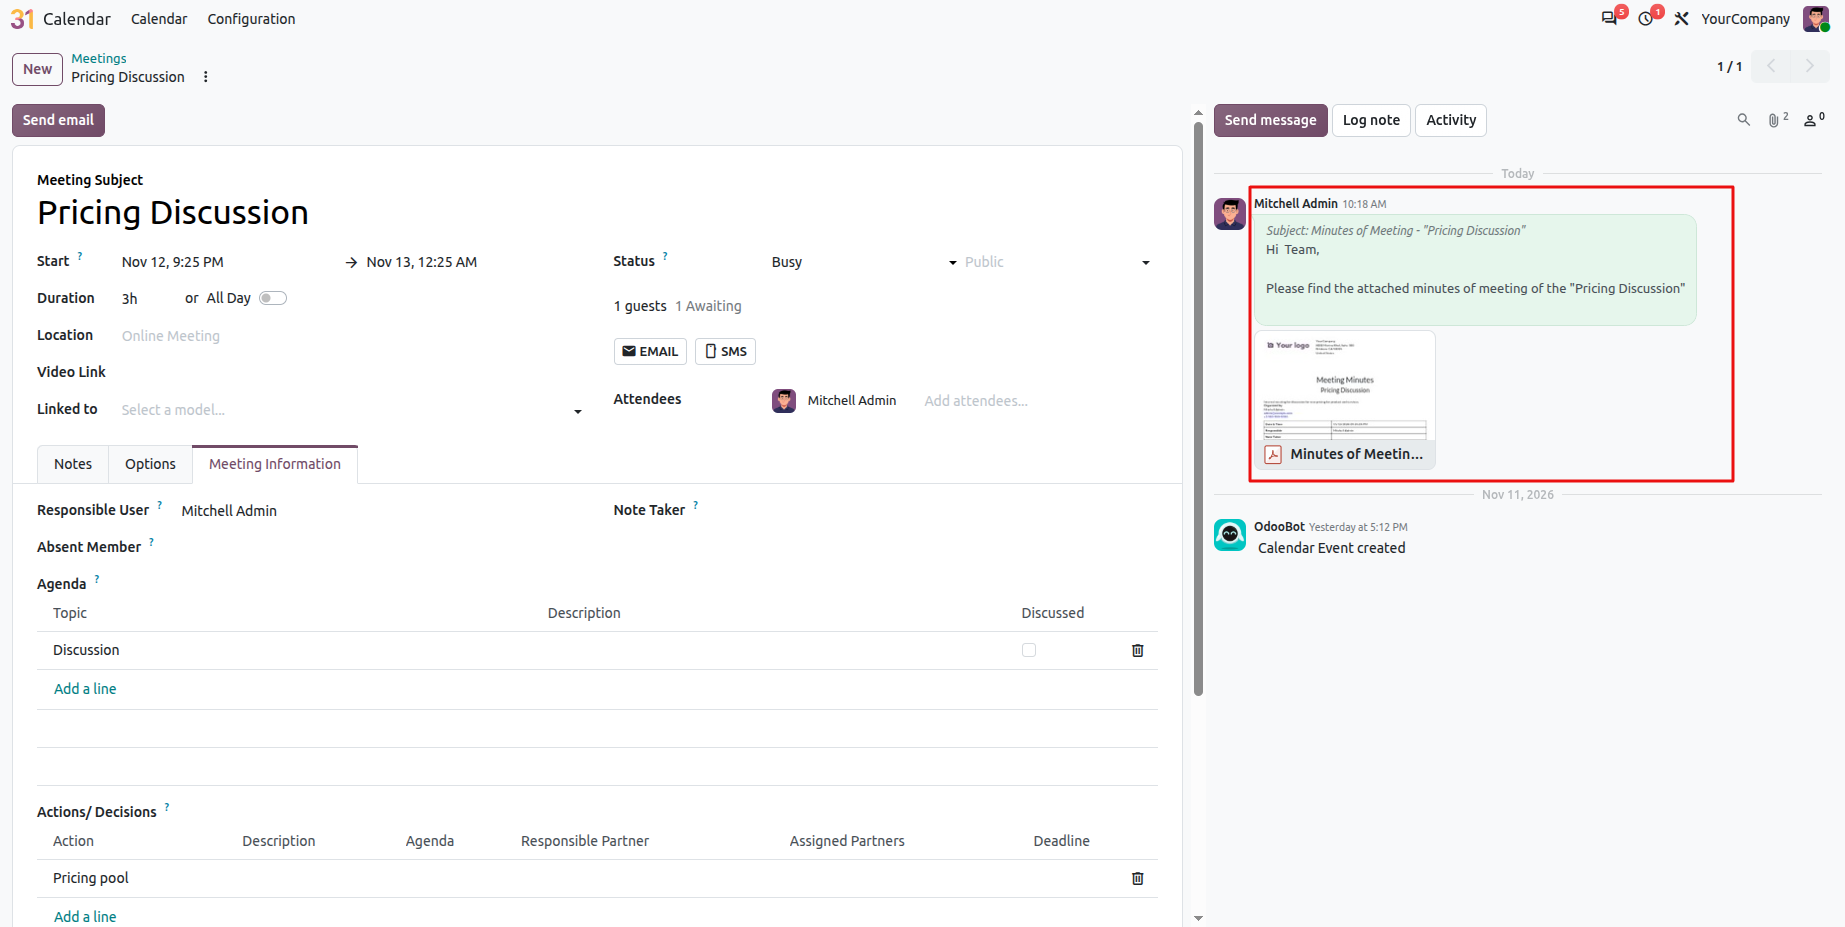 31 Calendar Calendar Configuration 5 1 YourCompany
New Meetings
Pricing Discussion
1 / 1
Send email
Send message Log note Activity 2 0
Meeting Subject
Pricing Discussion
Start ? Nov 12, 9:25 PM → Nov 13, 12:25 AM
Duration 3h or All Day
Location Online Meeting
Video Link
Linked to Select a model...
Status ? Busy Public
1 guests 1 Awaiting
EMAIL SMS
Attendees Mitchell Admin Add attendees...
Notes Options Meeting Information
Responsible User ? Mitchell Admin Note Taker ?
Absent Member ?
Agenda ?
Topic Description Discussed
Discussion
Add a line
Actions/ Decisions ?
Action Description Agenda Responsible Partner Assigned Partners Deadline
Pricing pool
Add a line
Today
Mitchell Admin 10:18 AM
Subject: Minutes of Meeting - "Pricing Discussion"
Hi Team,
Please find the attached minutes of meeting of the "Pricing Discussion"
Your logo
Meeting Minutes
Pricing Discussion
Minutes of Meetin...
Nov 11, 2026
OdooBot Yesterday at 5:12 PM
Calendar Event created